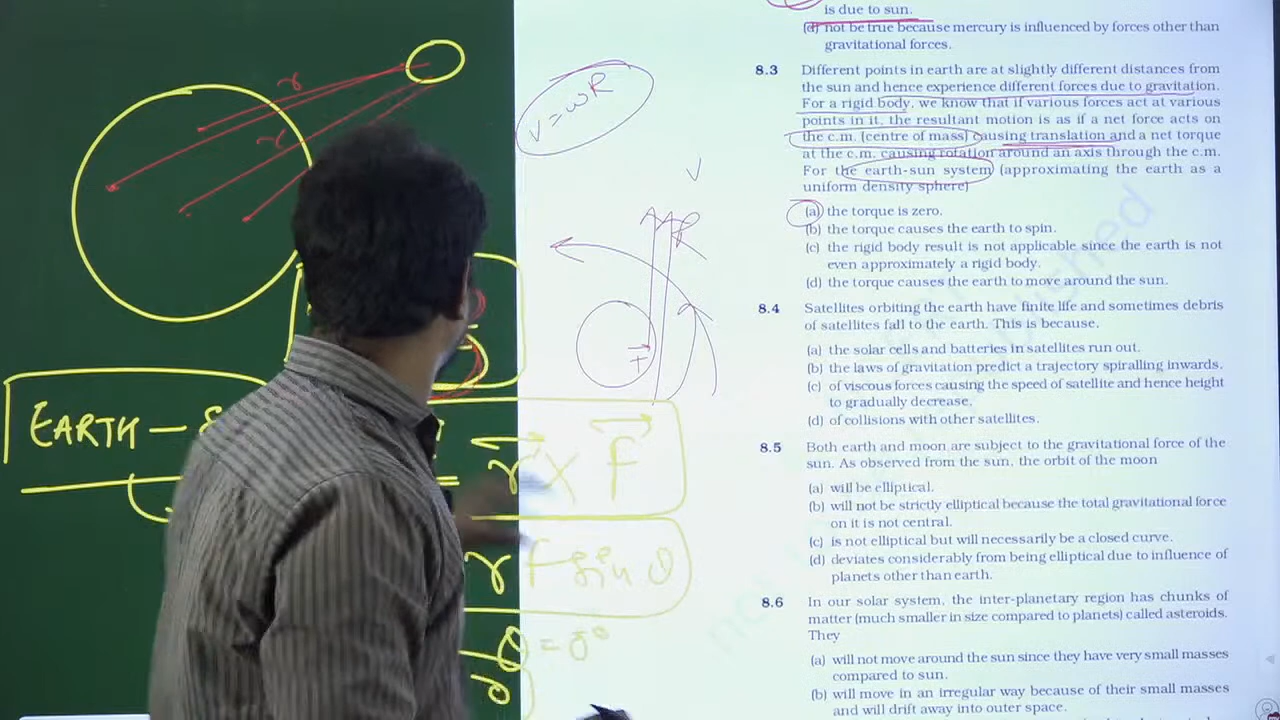 r
r
EARTH –
r X F
r F sin θ
θ = 0°
V = ωR
V
R
F
is due to sun.
(d) not be true because mercury is influenced by forces other than
gravitational forces.
8.3 Different points in earth are at slightly different distances from
the sun and hence experience different forces due to gravitation.
For a rigid body, we know that if various forces act at various
points in it, the resultant motion is as if a net force acts on
the c.m. (centre of mass) causing translation and a net torque
at the c.m. causing rotation around an axis through the c.m.
For the earth-sun system (approximating the earth as a
uniform density sphere)
(a) the torque is zero.
(b) the torque causes the earth to spin.
(c) the rigid body result is not applicable since the earth is not
even approximately a rigid body.
(d) the torque causes the earth to move around the sun.
8.4 Satellites orbiting the earth have finite life and sometimes debris
of satellites fall to the earth. This is because,
(a) the solar cells and batteries in satellites run out.
(b) the laws of gravitation predict a trajectory spiralling inwards.
(c) of viscous forces causing the speed of satellite and hence height
to gradually decrease.
(d) of collisions with other satellites.
8.5 Both earth and moon are subject to the gravitational force of the
sun. As observed from the sun, the orbit of the moon
(a) will be elliptical.
(b) will not be strictly elliptical because the total gravitational force
on it is not central.
(c) is not elliptical but will necessarily be a closed curve.
(d) deviates considerably from being elliptical due to influence of
planets other than earth.
8.6 In our solar system, the inter-planetary region has chunks of
matter (much smaller in size compared to planets) called asteroids.
They
(a) will not move around the sun since they have very small masses
compared to sun.
(b) will move in an irregular way because of their small masses
and will drift away into outer space.